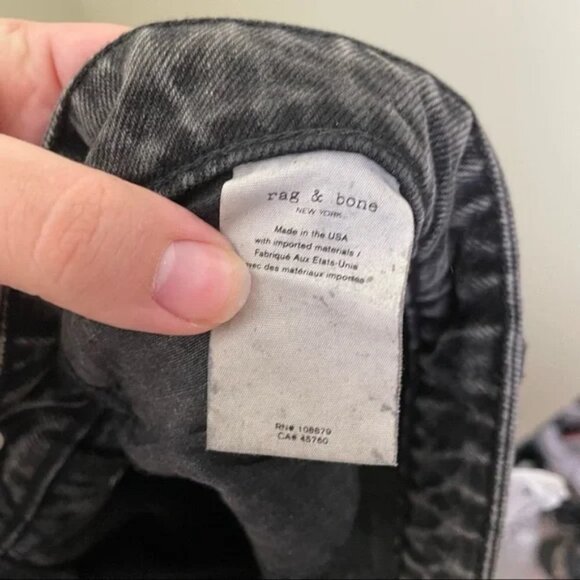 rag & bone
NEW YORK
Made in the USA
with imported materials /
Fabriqué Aux États-Unis
avec des matériaux importés
RN# 108879
CA# 45760